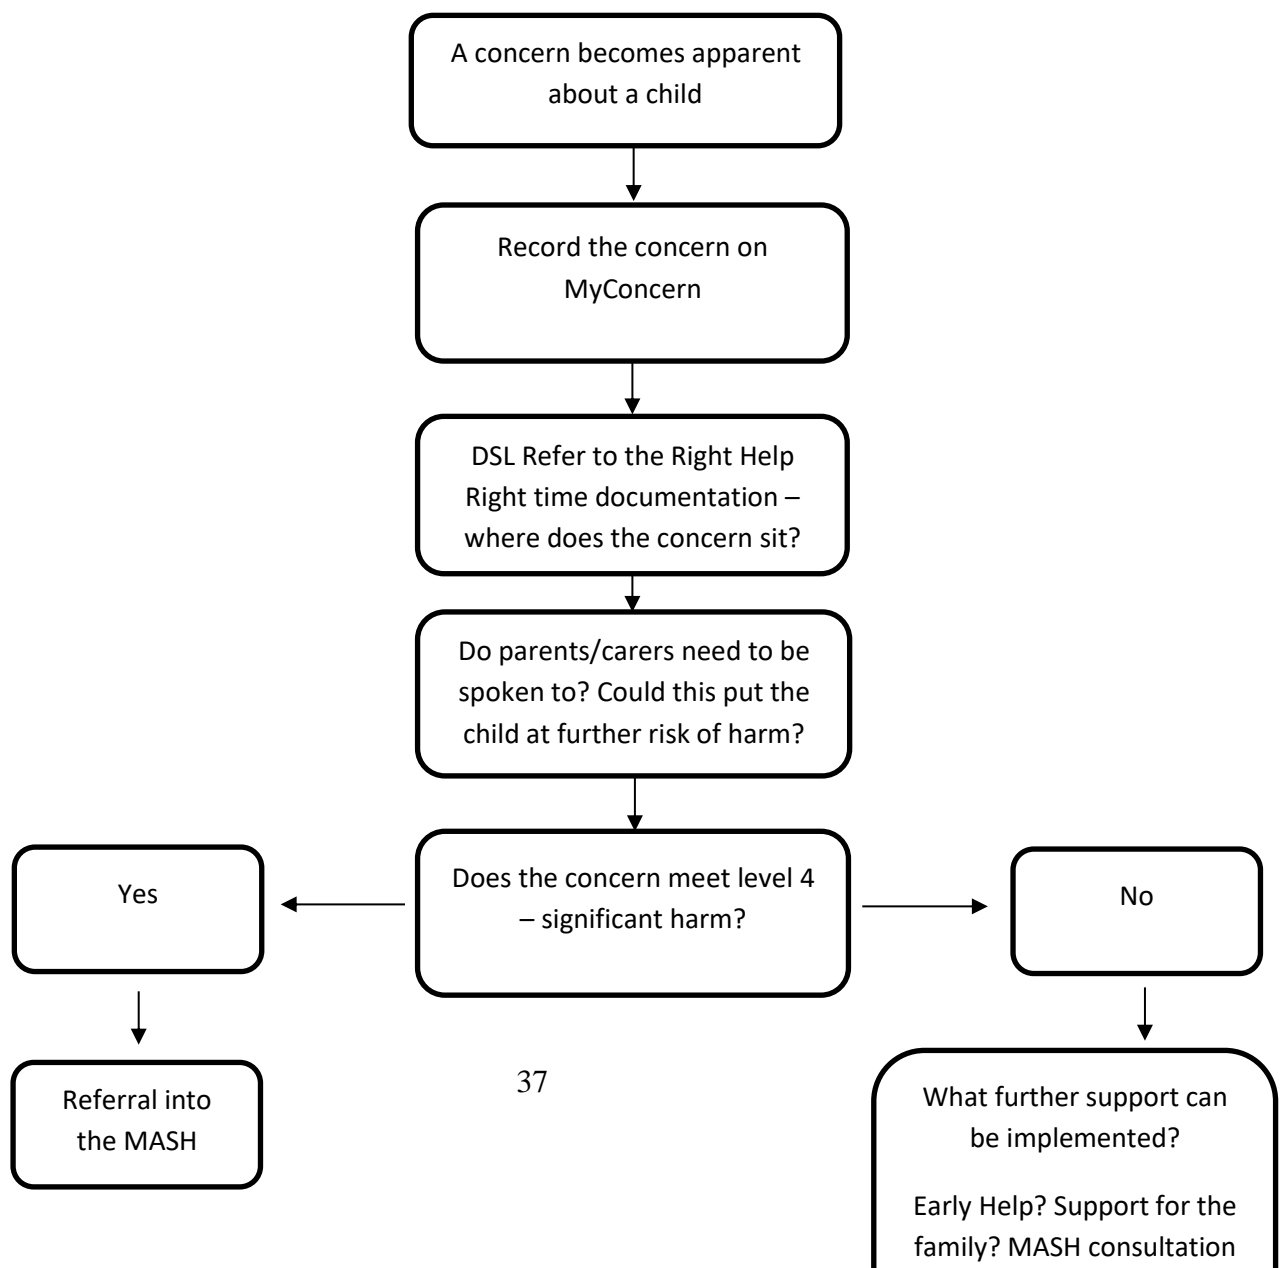 A concern becomes apparent
about a child
Record the concern on
MyConcern
DSL Refer to the Right Help
Right time documentation –
where does the concern sit?
Do parents/carers need to be
spoken to? Could this put the
child at further risk of harm?
Does the concern meet level 4
– significant harm?
Yes
No
Referral into
the MASH
37
What further support can
be implemented?
Early Help? Support for the
family? MASH consultation